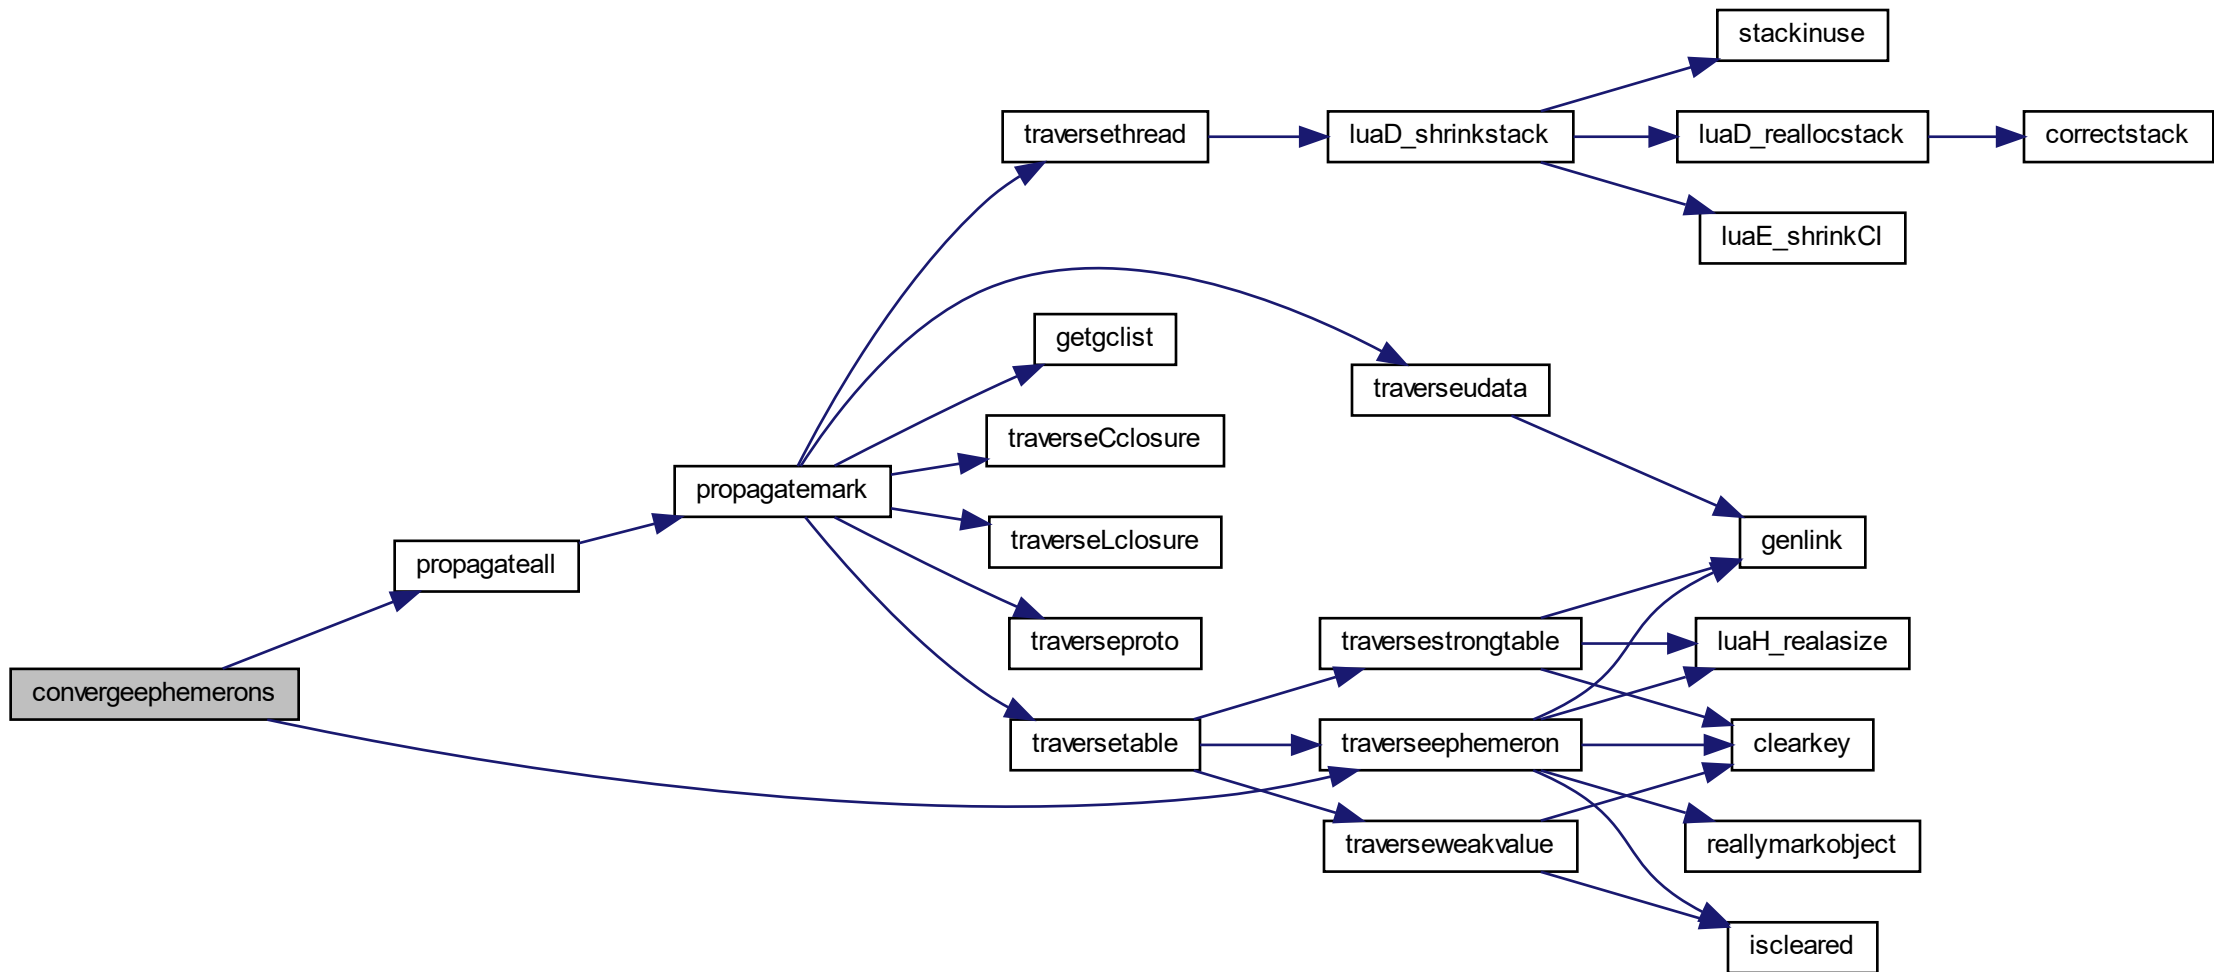 stackinuse
traversethread
luaD_shrinkstack
luaD_reallocstack
correctstack
luaE_shrinkCI
getgclist
traverseudata
traverseCclosure
propagatemark
traverseLclosure
genlink
propagateall
traverseproto
traversestrongtable
luaH_realasize
convergeephemerons
traversetable
traverseephemeron
clearkey
traverseweakvalue
reallymarkobject
iscleared